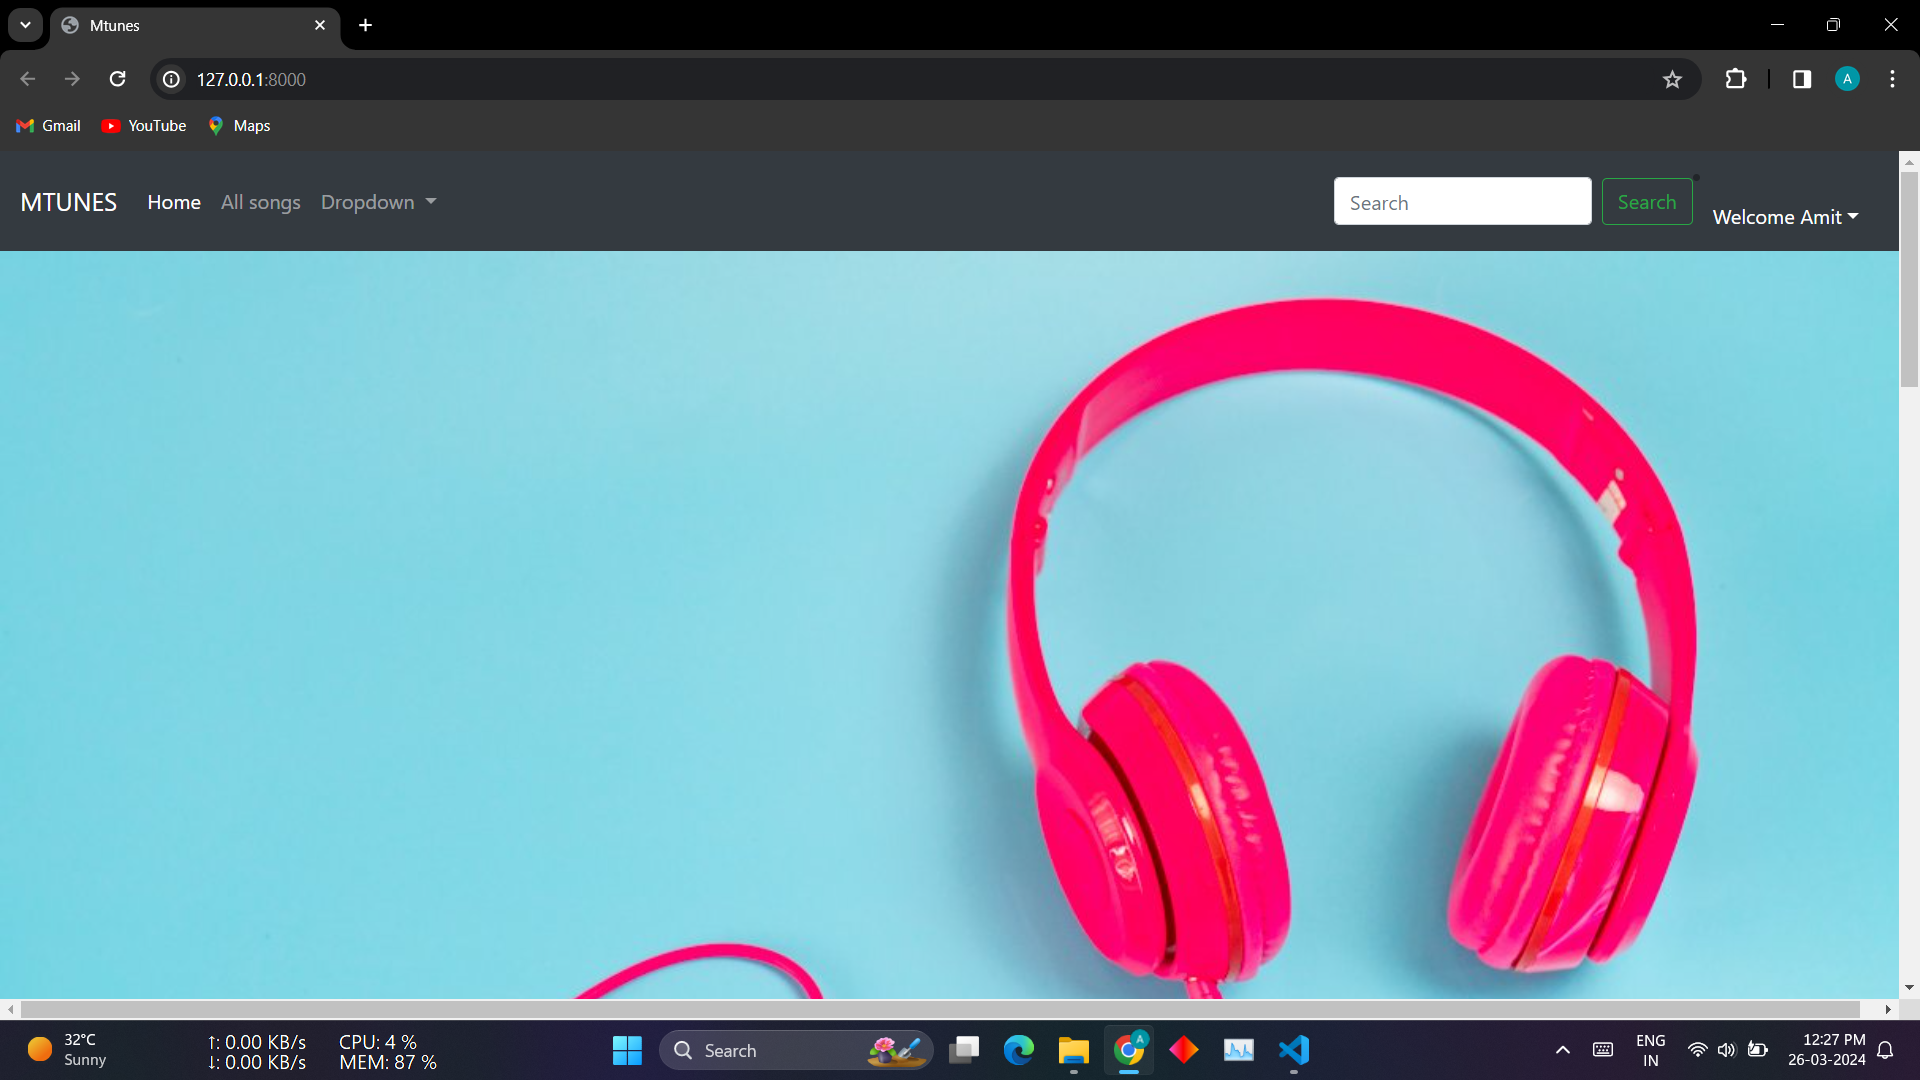 Mtunes
127.0.0.1:8000
A
Gmail YouTube Maps
MTUNES Home All songs Dropdown Search Search Welcome Amit
32°C
Sunny
↑: 0.00 KB/s CPU: 4 %
↓: 0.00 KB/s MEM: 87 %
Search
A
ENG
IN
12:27 PM
26-03-2024